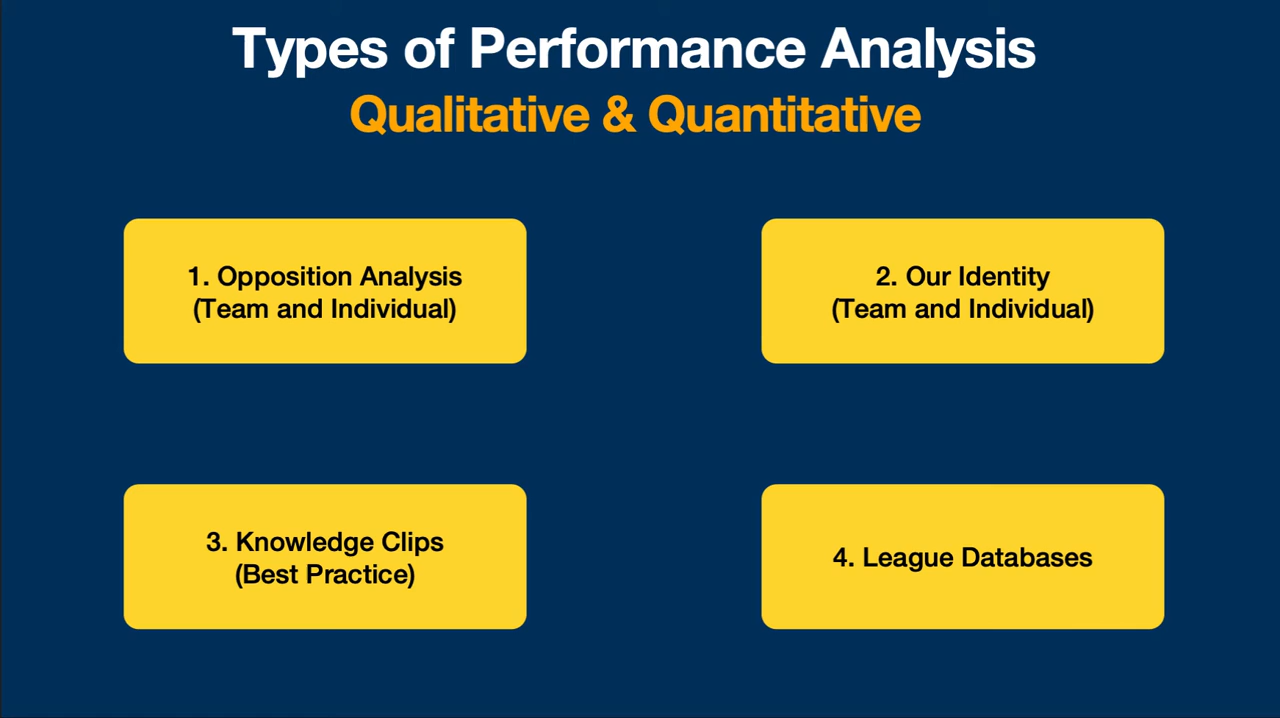 Types of Performance Analysis
Qualitative & Quantitative
1. Opposition Analysis
(Team and Individual)
2. Our Identity
(Team and Individual)
3. Knowledge Clips
(Best Practice)
4. League Databases